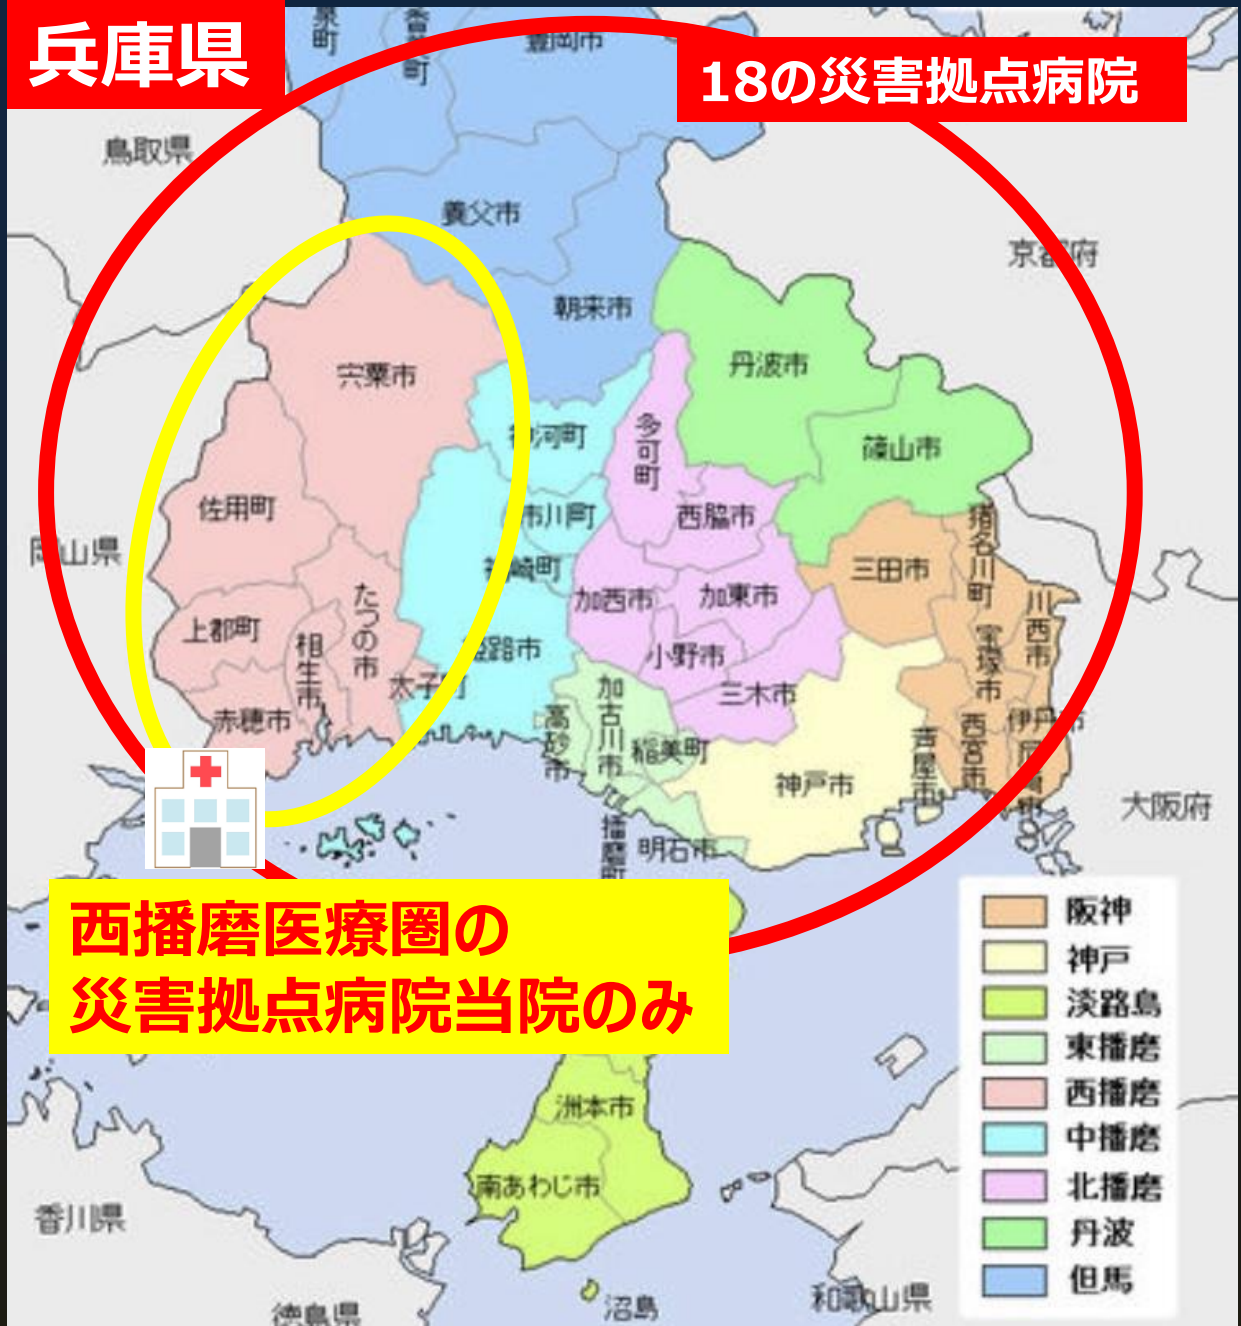 兵庫県
18の災害拠点病院
豊岡市
鳥取県
養父市
京都府
朝来市
丹波市
宍粟市
多可町
篠山市
佐用町
市川町
西脇市
猪名川町
岡山県
三田市
たつの市
加西市
加東市
川西市
上郡町
相生市
小野市
宝塚市
太子町
赤穂市
三木市
加古川市
高砂市
稲美町
西宮市
伊丹市
芦屋市
神戸市
大阪府
播磨町
明石市
西播磨医療圏の
災害拠点病院当院のみ
阪神
神戸
淡路島
東播磨
西播磨
中播磨
北播磨
丹波
但馬
洲本市
南あわじ市
香川県
徳島県
沼島
和歌山県